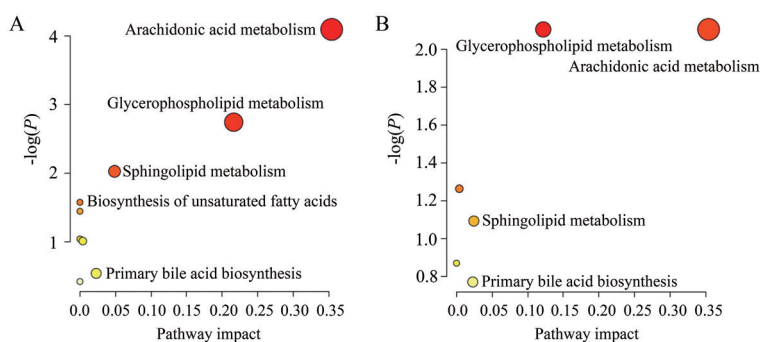 A
-log(P)
4
3
2
1
Arachidonic acid metabolism
Glycerophospholipid metabolism
Sphingolipid metabolism
Biosynthesis of unsaturated fatty acids
Primary bile acid biosynthesis
0.0 0.05 0.10 0.15 0.20 0.25 0.30 0.35
Pathway impact
B
-log(P)
2.0
1.8
1.6
1.4
1.2
1.0
0.8
Glycerophospholipid metabolism
Arachidonic acid metabolism
Sphingolipid metabolism
Primary bile acid biosynthesis
0.0 0.05 0.10 0.15 0.20 0.25 0.30 0.35
Pathway impact